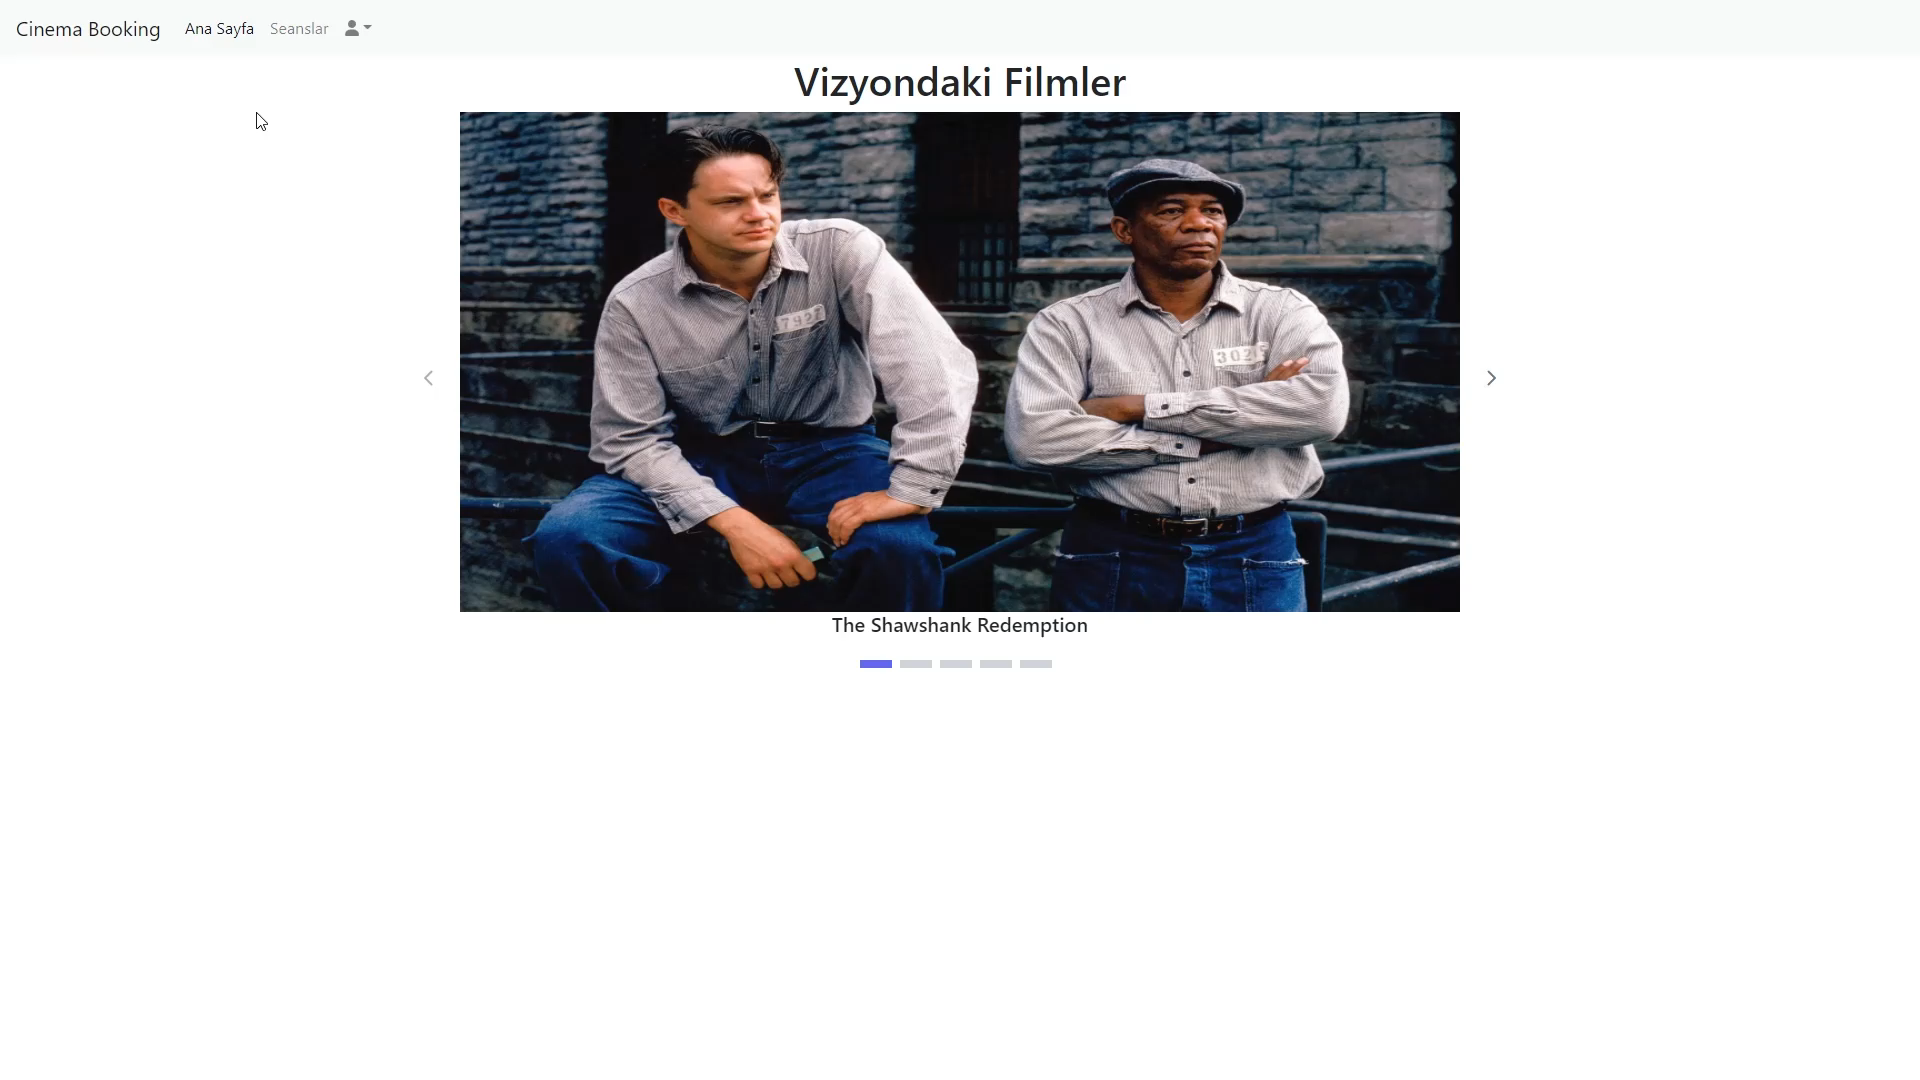 Cinema Booking Ana Sayfa Seanslar
Vizyondaki Filmler
The Shawshank Redemption